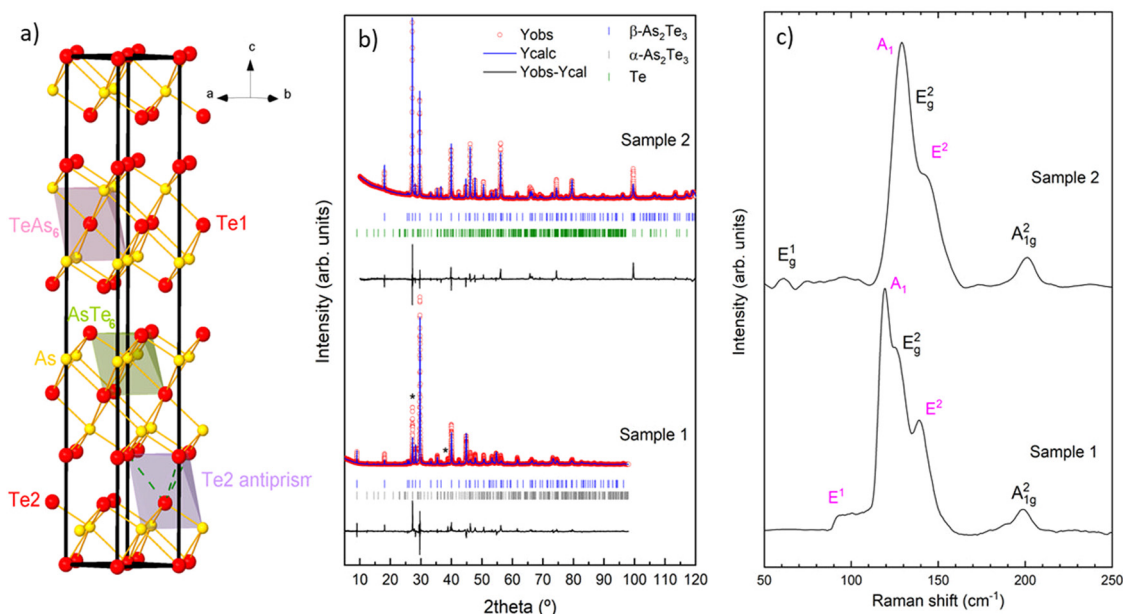 a)
c
a
b
TeAs₆
Te1
AsTe₆
As
Te2 antiprism
Te2
b)
Yobs
Ycalc
Yobs-Ycal
β-As₂Te₃
α-As₂Te₃
Te
Sample 2
*
*
Sample 1
Intensity (arb. units)
10 20 30 40 50 60 70 80 90 100 110 120
2theta (º)
c)
A₁
E²g
E²
Sample 2
E¹g
A²1g
A₁
E²g
E²
Sample 1
E¹
A²1g
Intensity (arb. units)
50 100 150 200 250
Raman shift (cm⁻¹)